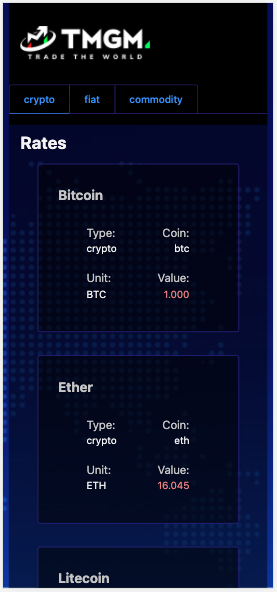 TMGM
TRADE THE WORLD
crypto fiat commodity
Rates
Bitcoin
Type: Coin:
crypto btc
Unit: Value:
BTC 1.000
Ether
Type: Coin:
crypto eth
Unit: Value:
ETH 16.045
Litecoin